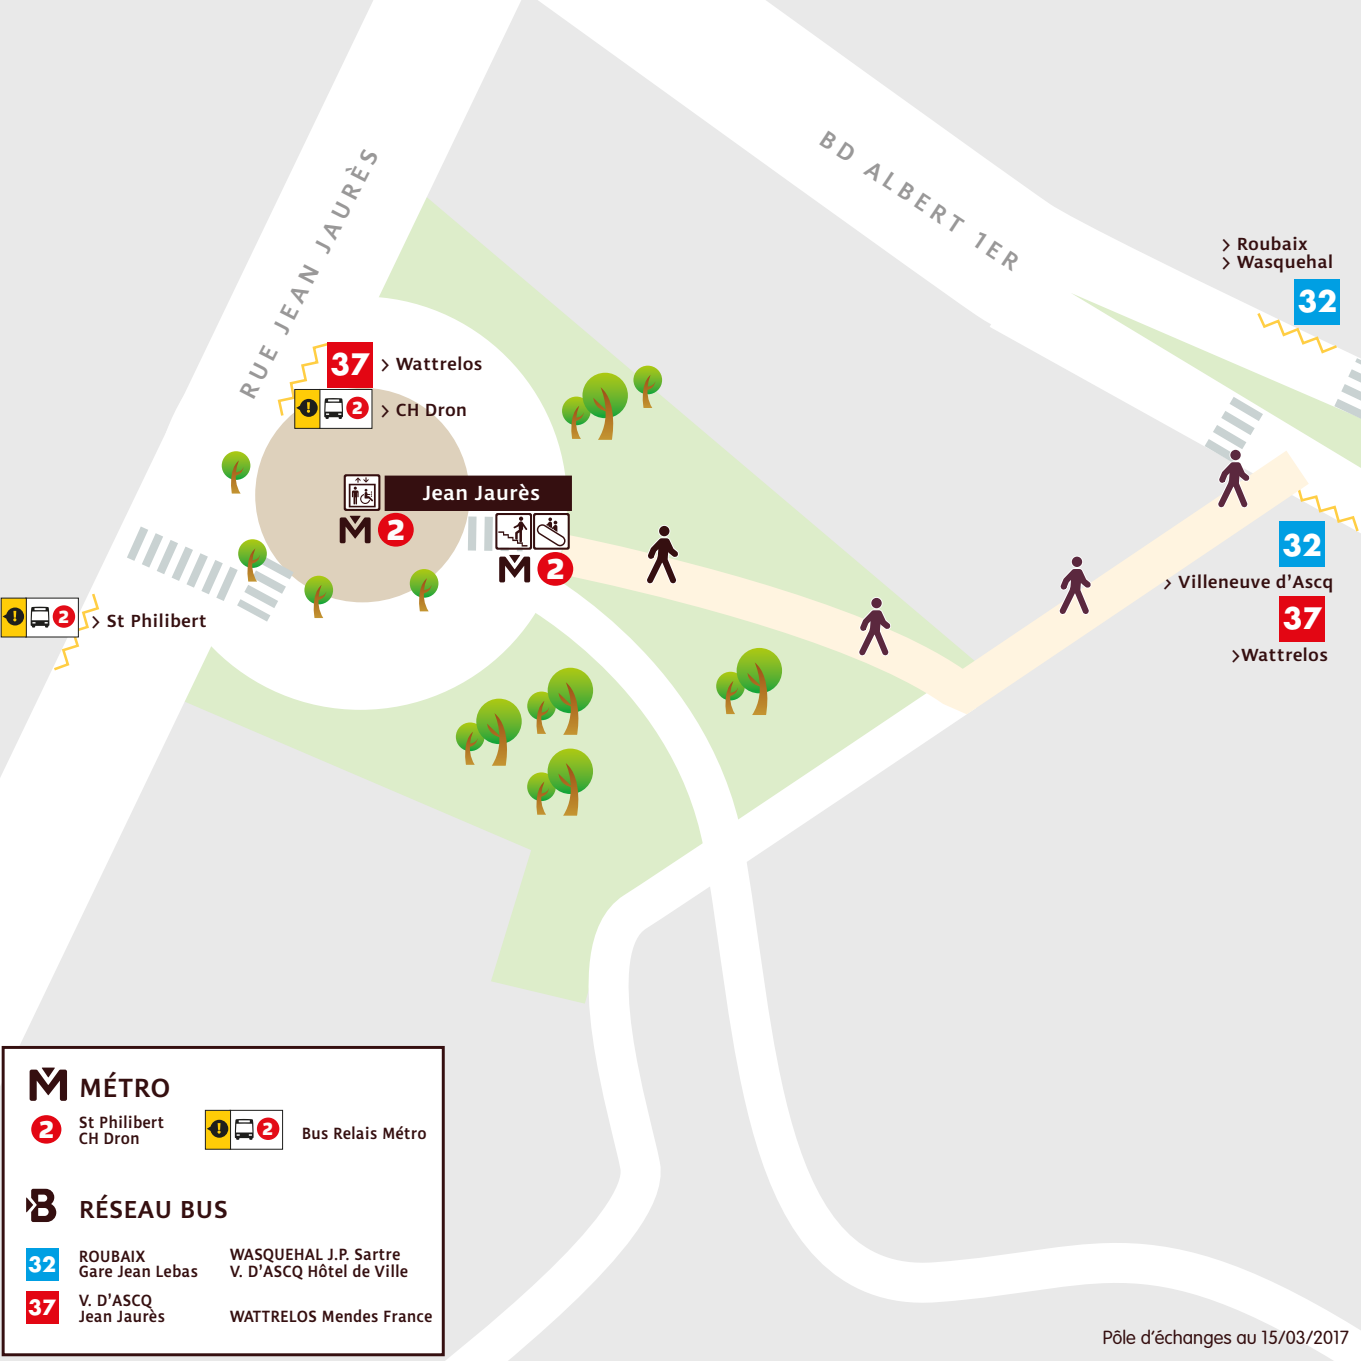 BD ALBERT 1ER
RUE JEAN JAURÈS
> Roubaix
> Wasquehal
32
37 > Wattrelos
! 2 > CH Dron
Jean Jaurès
M 2
M 2
! 2 > St Philibert
32
> Villeneuve d'Ascq
37
>Wattrelos
M MÉTRO
2 St Philibert
CH Dron
! 2 Bus Relais Métro
B RÉSEAU BUS
32 ROUBAIX
Gare Jean Lebas
WASQUEHAL J.P. Sartre
V. D'ASCQ Hôtel de Ville
37 V. D'ASCQ
Jean Jaurès
WATTRELOS Mendes France
Pôle d'échanges au 15/03/2017